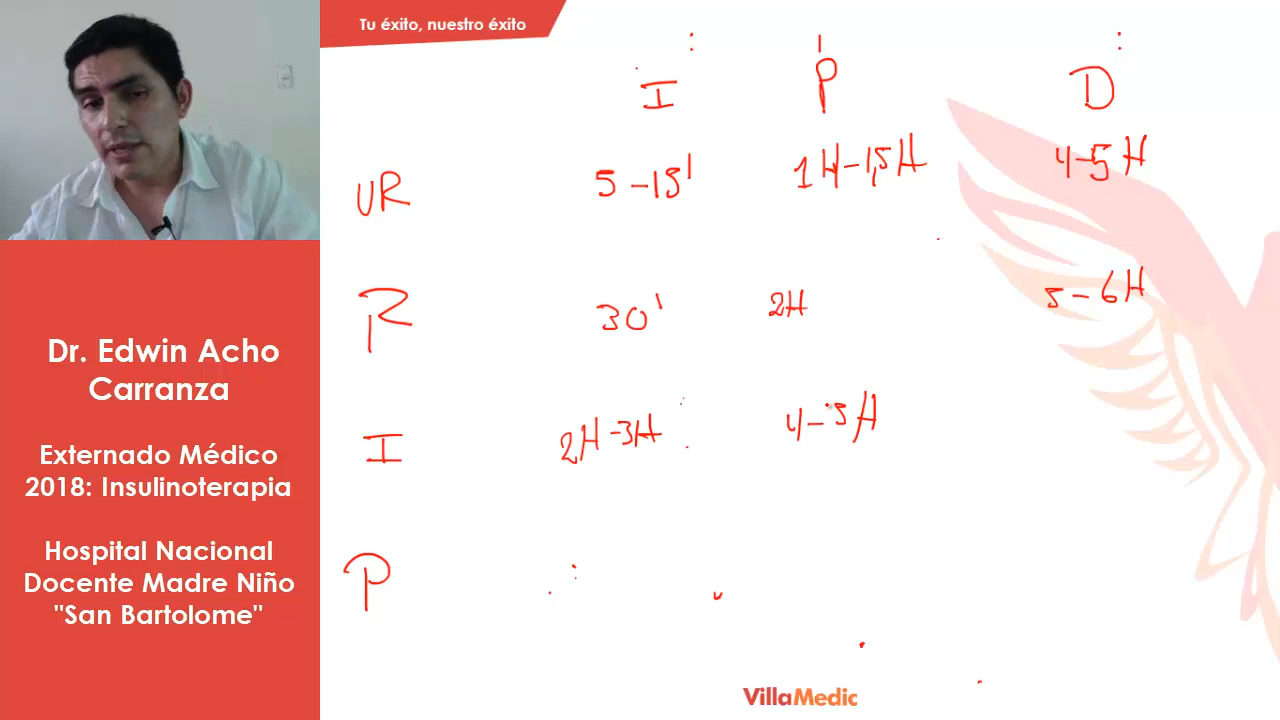 Tu éxito, nuestro éxito
I P D
UR 5-15' 1H-1,5H 4-5H
R 30' 2H 5-6H
I 2H-3H 4-5H
P
Dr. Edwin Acho
Carranza
Externado Médico
2018: Insulinoterapia
Hospital Nacional
Docente Madre Niño
"San Bartolome"
VillaMedic